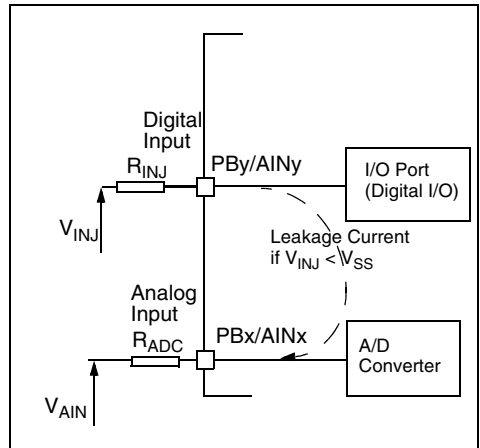 Digital
Input
R_INJ PBy/AINy
I/O Port
(Digital I/O)
V_INJ
Leakage Current
if V_INJ < V_SS
Analog
Input
R_ADC PBx/AINx
A/D
Converter
V_AIN